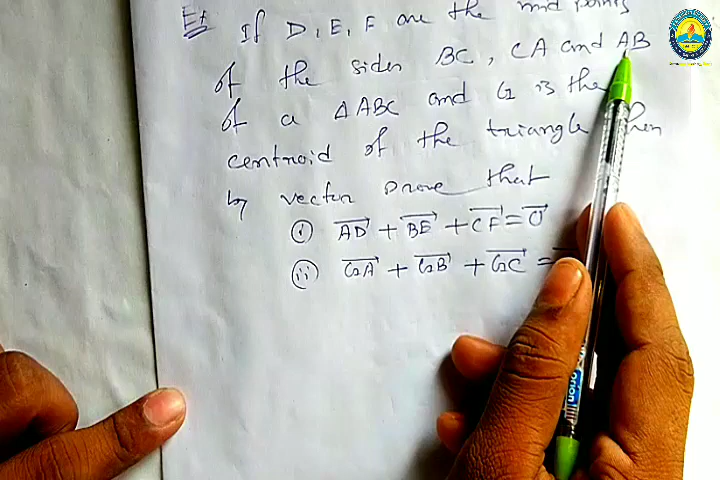 Ex If D, E, F are the mid points
of the sides BC, CA and AB
of a ΔABC and G is the
centroid of the triangle then
by vector prove that
(i) AD + BE + CF = O
(ii) GA + GB + GC =